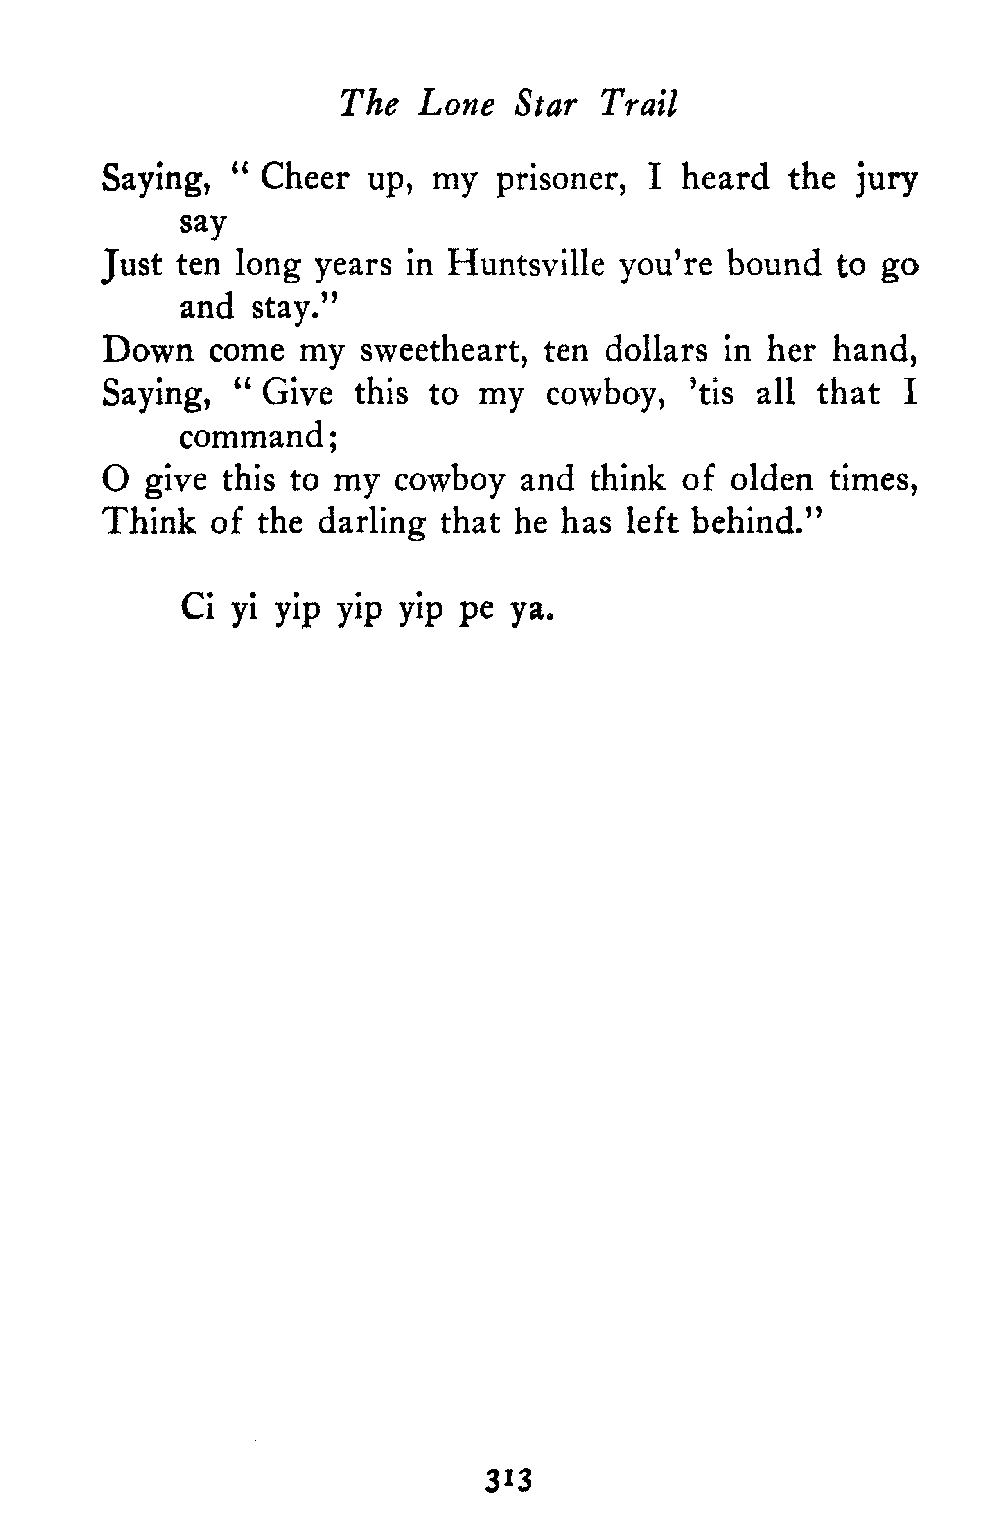 The Lone Star Trail
Saying, “ Cheer up, my prisoner, I heard the jury
say
Just ten long years in Huntsville you're bound to go
and stay.”
Down come my sweetheart, ten dollars in her hand,
Saying, “ Give this to my cowboy, 'tis all that I
command;
O give this to my cowboy and think of olden times,
Think of the darling that he has left behind.”
Ci yi yip yip yip pe ya.
313